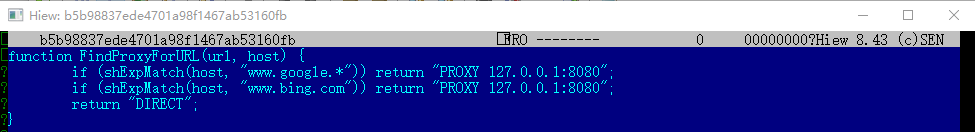 Hiew: b5b98837ede4701a98f1467ab53160fb
b5b98837ede4701a98f1467ab53160fb FRO -------- 0 00000000?Hiew 8.43 (c)SEN
function FindProxyForURL(url, host) {
? if (shExpMatch(host, "www.google.*")) return "PROXY 127.0.0.1:8080";
? if (shExpMatch(host, "www.bing.com")) return "PROXY 127.0.0.1:8080";
? return "DIRECT";
?}